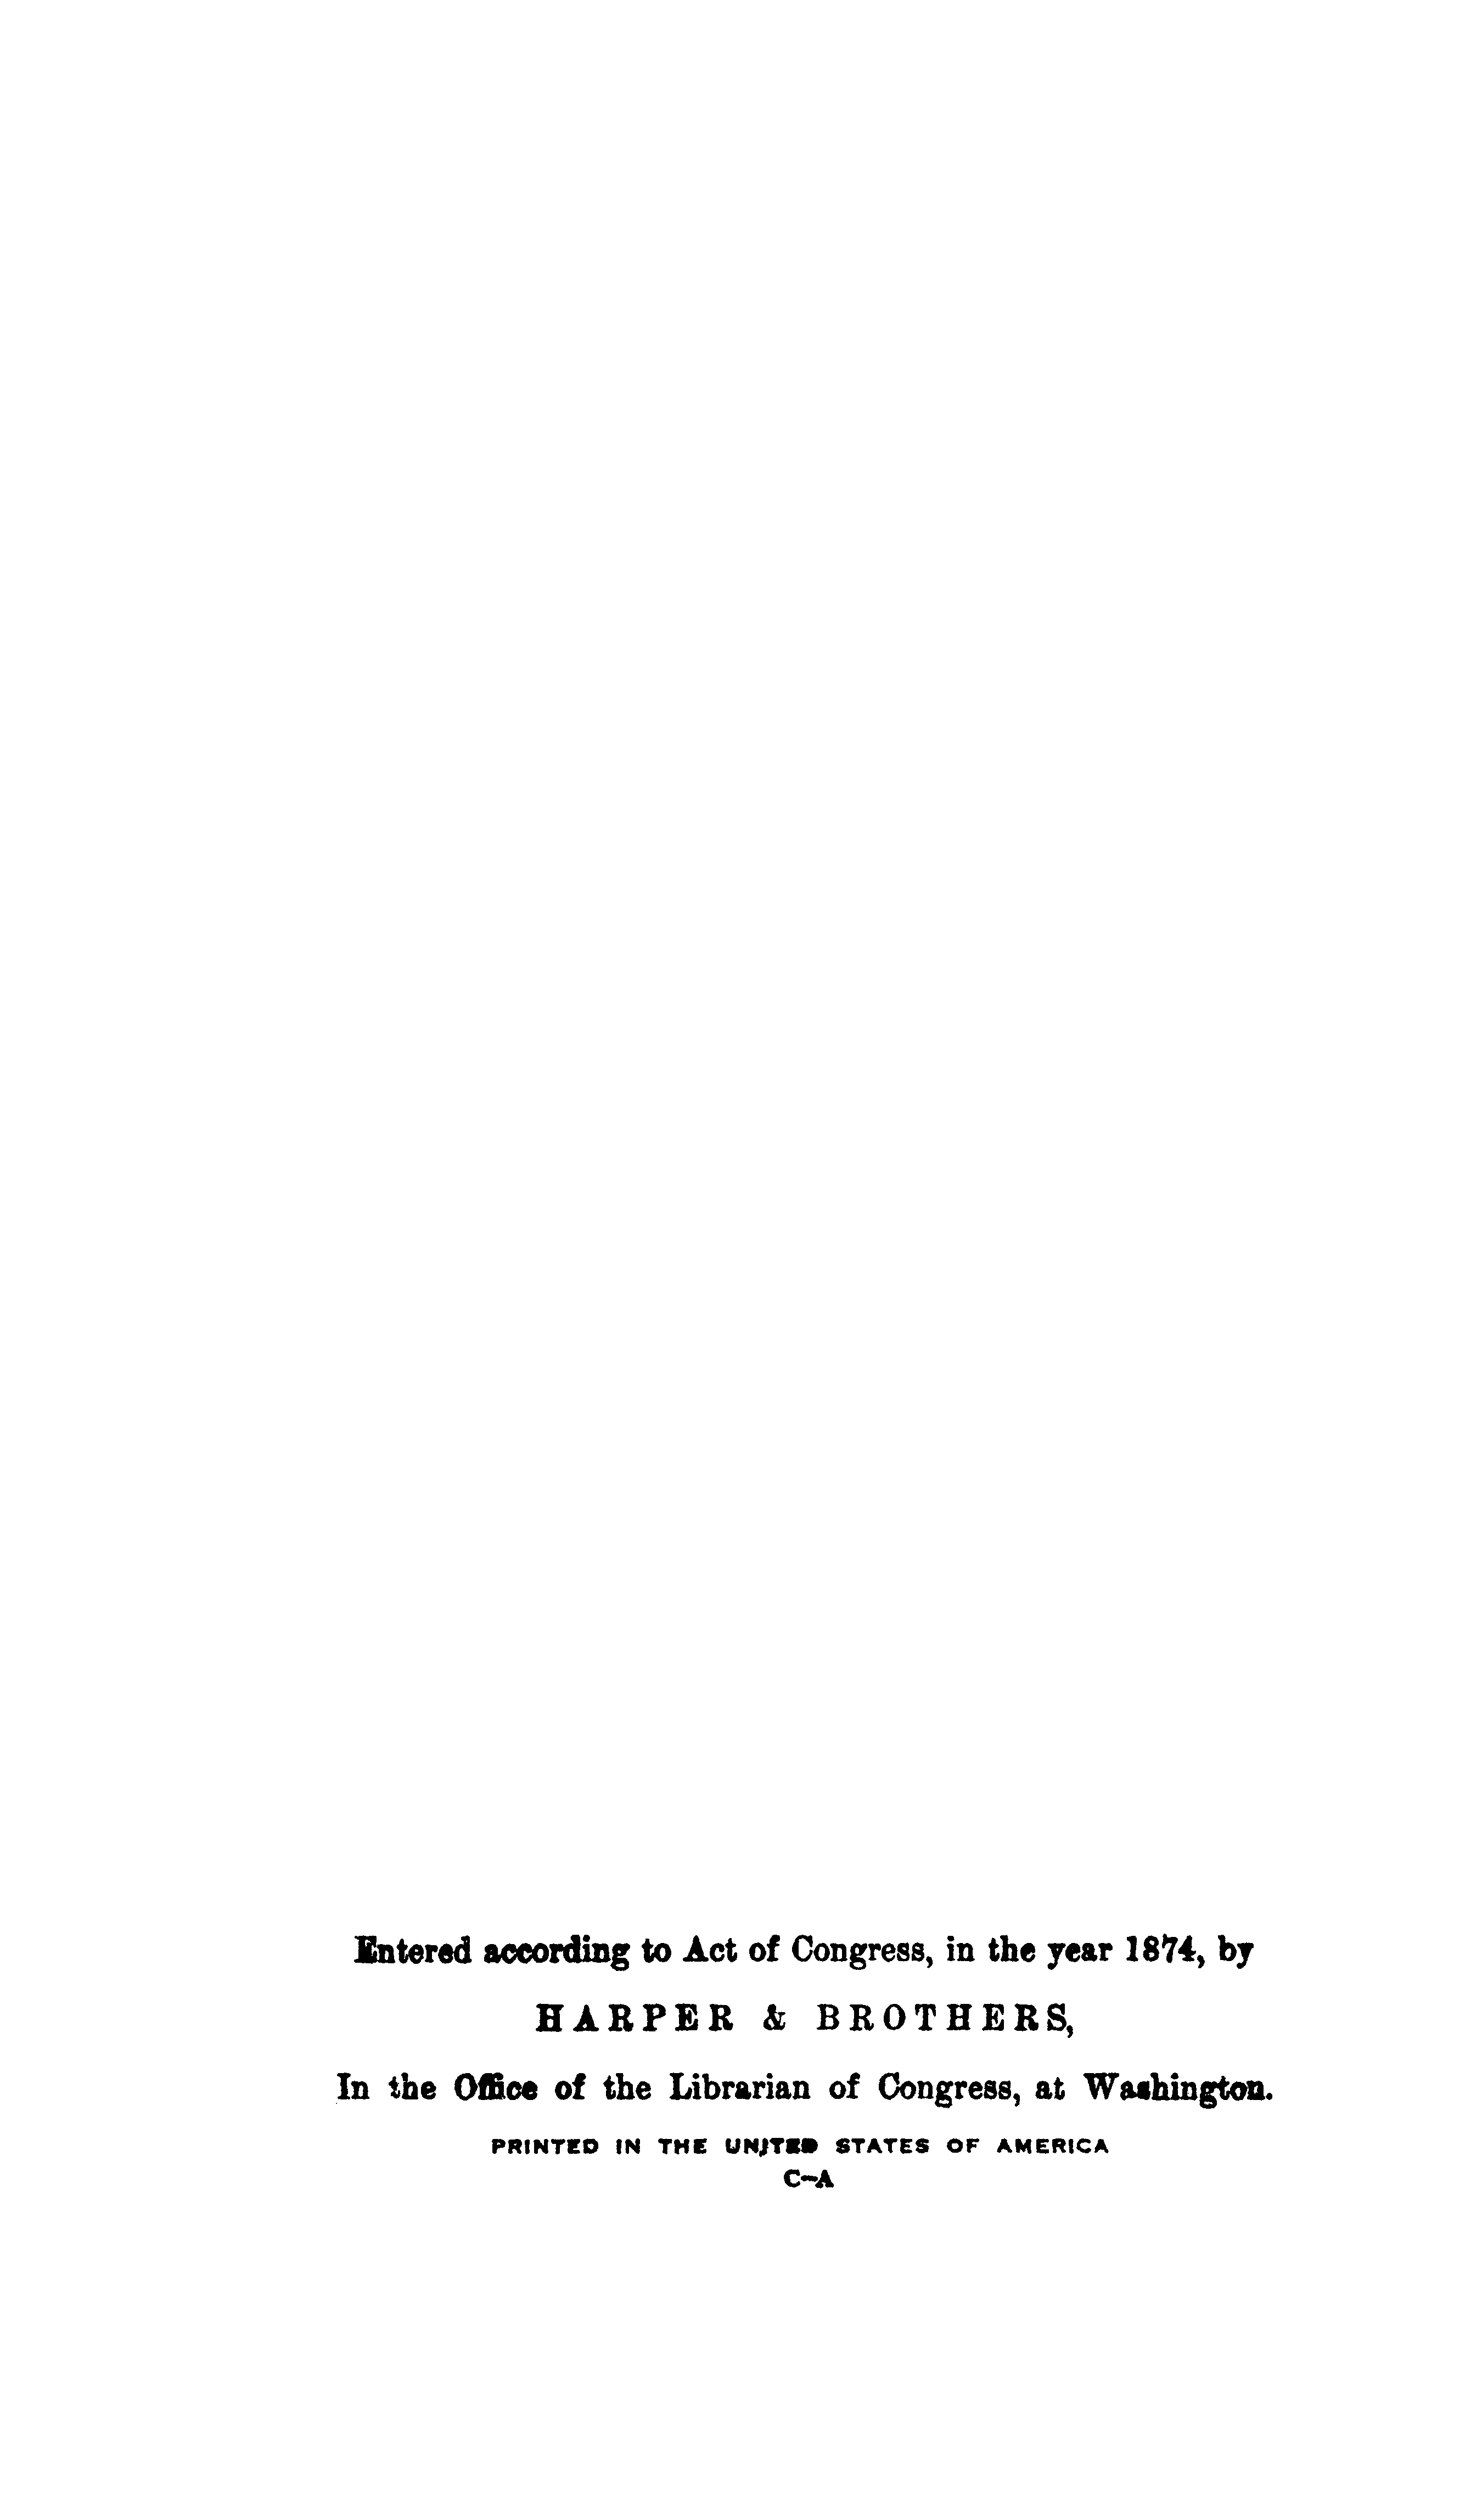 Entered according to Act of Congress, in the year 1874, by
HARPER & BROTHERS,
In the Office of the Librarian of Congress, at Washington.
PRINTED IN THE UNITED STATES OF AMERICA
C-A